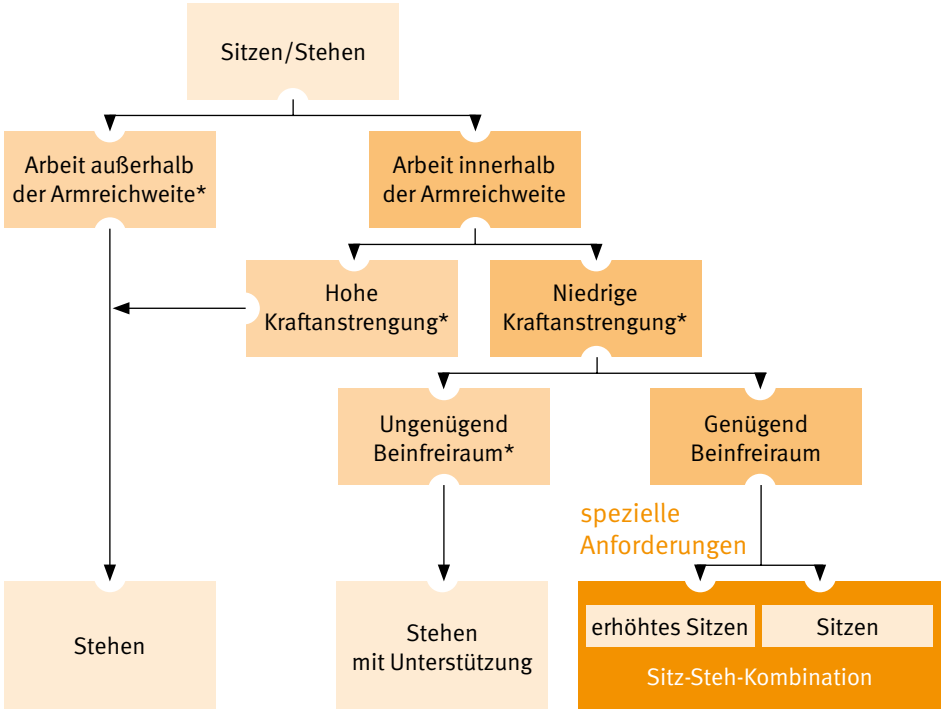 Sitzen/Stehen
Arbeit außerhalb
der Armreichweite*
Arbeit innerhalb
der Armreichweite
Hohe
Kraftanstrengung*
Niedrige
Kraftanstrengung*
Ungenügend
Beinfreiraum*
Genügend
Beinfreiraum
spezielle
Anforderungen
Stehen
Stehen
mit Unterstützung
erhöhtes Sitzen
Sitzen
Sitz-Steh-Kombination